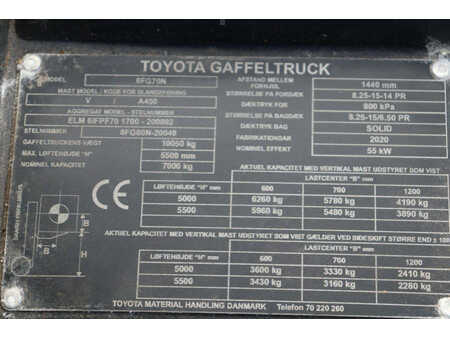 TOYOTA GAFFELTRUCK
MODEL 8FG70N
MAST MODEL / KODE FOR
V / A450
AGGREGAT MODEL - STELNUMMER
ELM 6IFPF70 1700 - 200862
STELNUMMER 8FG80N-20049
GAFFELTRUCKENS VÆGT 10050 kg
MAX. LØFTEHØJDE "H" 5500 mm
NOMINEL KAPACITET 7000 kg
AFSTAND MELLEM FORHJUL 1440 mm
STØRRELSE PÅ FORDÆK 8.25-15-14 PR
DÆKTRYK FOR 800 kPa
STØRRELSE PÅ BAGDÆK 8.25-15/6.50 PR
DÆKTRYK BAG SOLID
FABRIKATIONSÅR 2020
NOMINEL EFFEKT 55 kW
AKTUEL KAPACITET MED VERTIKAL MAST UDSTYRET SOM VIST
LØFTEHØJDE "H" mm LASTCENTER "B" mm
600 700 1200
5000 6260 kg 5780 kg 4190 kg
5500 5960 kg 5480 kg 3890 kg
CE
B
B
H
AKTUEL KAPACITET MED VERTIKAL MAST UDSTYRET SOM VIST GÆLDER VED SIDESKIFT STØRRE END ± 100
LØFTEHØJDE "H" mm LASTCENTER "B" mm
600 700 1200
5000 3600 kg 3330 kg 2410 kg
5500 3430 kg 3160 kg 2280 kg
TOYOTA MATERIAL HANDLING DANMARK Telefon 70 220 260